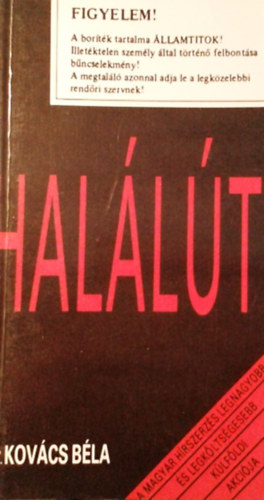 FIGYELEM!
A boríték tartalma ÁLLAMTITOK!
Illetéktelen személy által történő felbontása
bűncselekmény!
A megtaláló azonnal adja le a legközelebbi
rendőri szervnek!
HALÁLÚT
KOVÁCS BÉLA
A MAGYAR HÍRSZERZÉS LEGNAGYOBB
ÉS LEGKÖLTSÉGESEBB
KÜLFÖLDI
AKCIÓJA